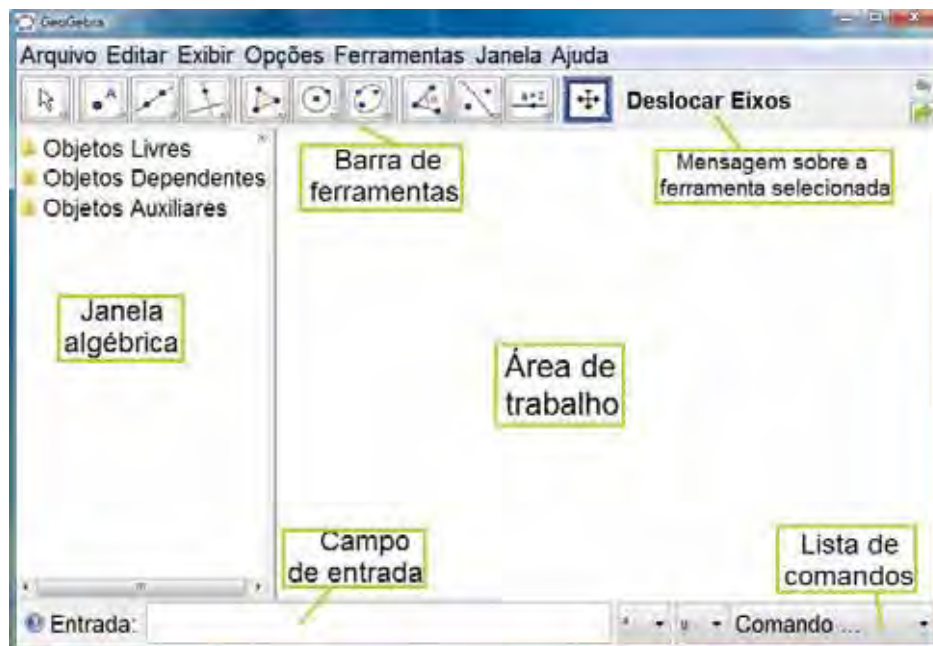 GeoGebra
Arquivo Editar Exibir Opções Ferramentas Janela Ajuda
A
a=2
Deslocar Eixos
Objetos Livres
Objetos Dependentes
Objetos Auxiliares
Barra de
ferramentas
Mensagem sobre a
ferramenta selecionada
Janela
algébrica
Área de
trabalho
Campo
de entrada
Lista de
comandos
Entrada:
Comando ...